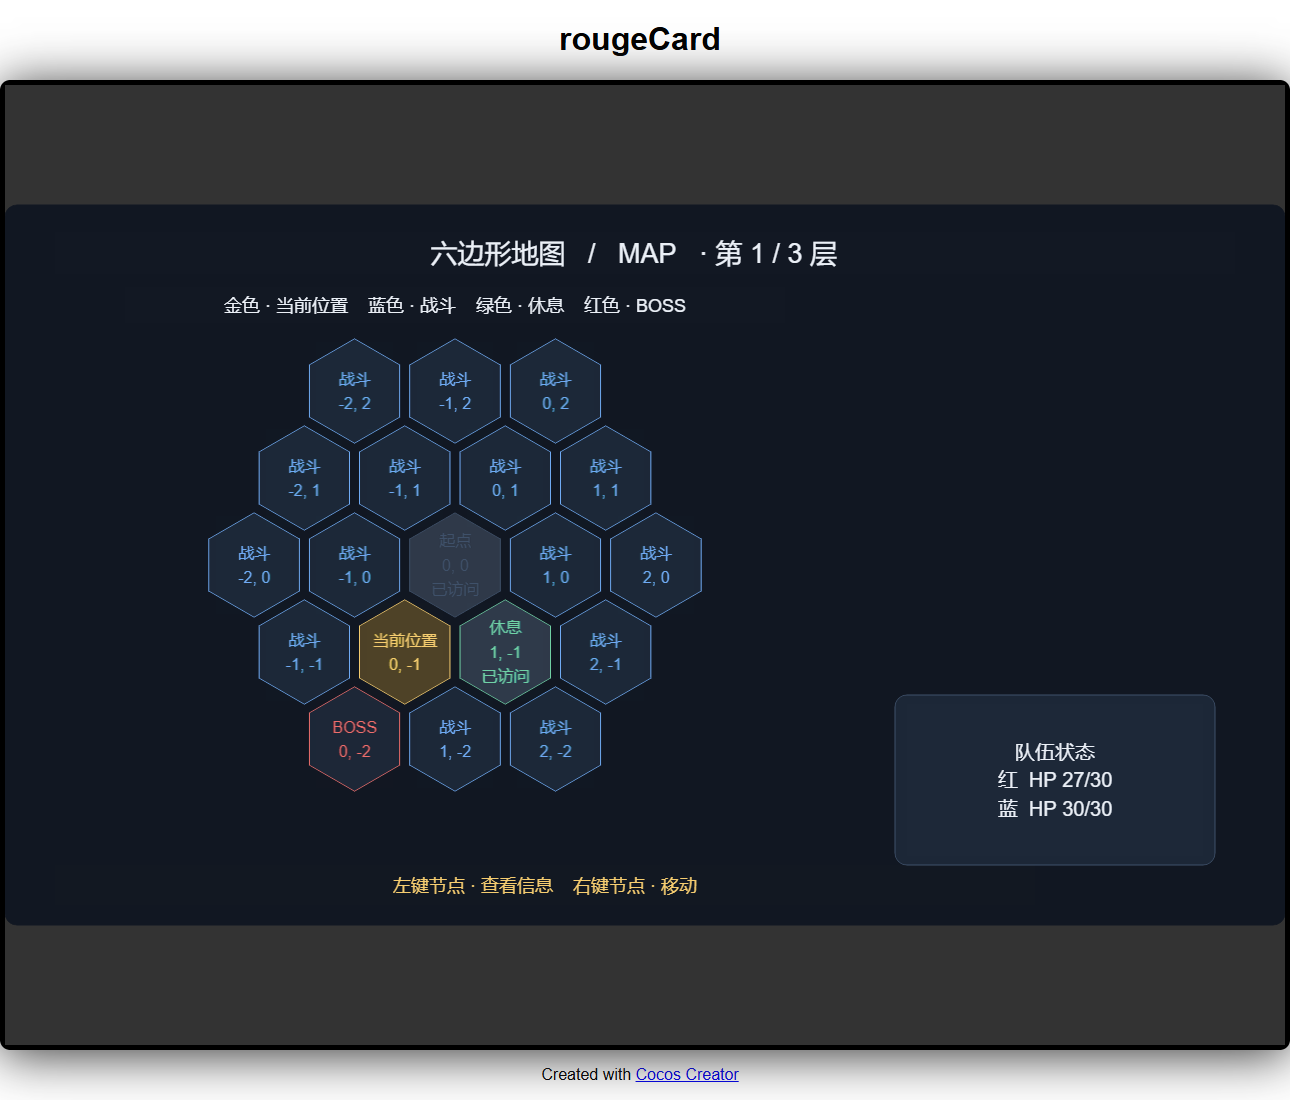 rougeCard
六边形地图 / MAP · 第 1 / 3 层
金色 · 当前位置 蓝色 · 战斗 绿色 · 休息 红色 · BOSS
战斗 战斗 战斗
-2, 2 -1, 2 0, 2
战斗 战斗 战斗 战斗
-2, 1 -1, 1 0, 1 1, 1
起点
战斗 战斗 0, 0 战斗 战斗
-2, 0 -1, 0 已访问 1, 0 2, 0
休息
战斗 当前位置 1, -1 战斗
-1, -1 0, -1 已访问 2, -1
BOSS 战斗 战斗
0, -2 1, -2 2, -2
队伍状态
红 HP 27/30
蓝 HP 30/30
左键节点 · 查看信息 右键节点 · 移动
Created with Cocos Creator